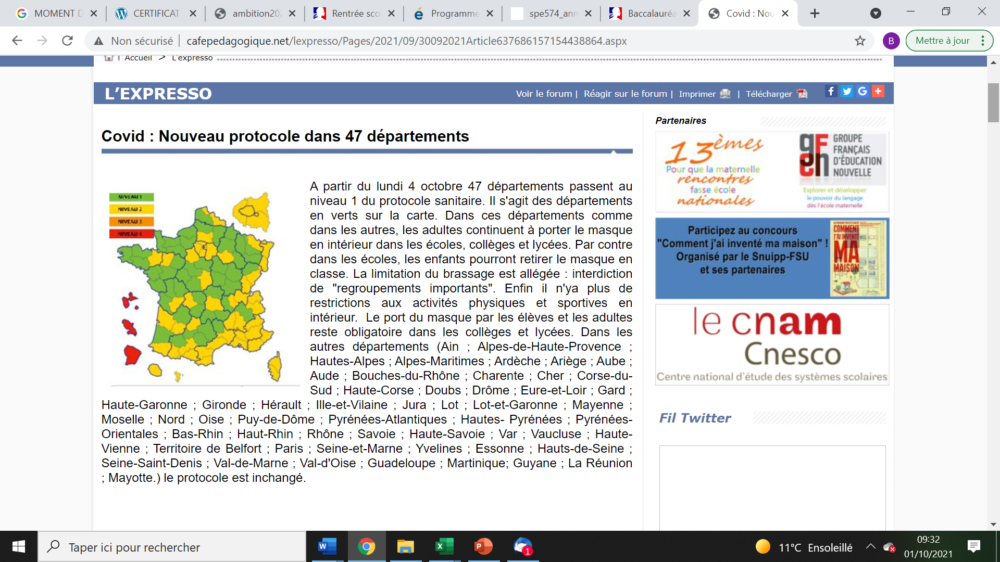 MOMENT D
CERTIFICAT
ambition202
Rentrée sco
Programme
spe574_ann
Baccalauréa
Covid : Nou
Non sécurisé
cafepedagogique.net/lexpresso/Pages/2021/09/30092021Article637686157154438864.aspx
B
Mettre à jour
Accueil > L'expresso
L'EXPRESSO
Voir le forum | Réagir sur le forum | Imprimer | Télécharger
Covid : Nouveau protocole dans 47 départements
NIVEAU 1
NIVEAU 2
NIVEAU 3
NIVEAU 4
A partir du lundi 4 octobre 47 départements passent au
niveau 1 du protocole sanitaire. Il s'agit des départements
en verts sur la carte. Dans ces départements comme
dans les autres, les adultes continuent à porter le masque
en intérieur dans les écoles, collèges et lycées. Par contre
dans les écoles, les enfants pourront retirer le masque en
classe. La limitation du brassage est allégée : interdiction
de "regroupements importants". Enfin il n'ya plus de
restrictions aux activités physiques et sportives en
intérieur. Le port du masque par les élèves et les adultes
reste obligatoire dans les collèges et lycées. Dans les
autres départements (Ain ; Alpes-de-Haute-Provence ;
Hautes-Alpes ; Alpes-Maritimes ; Ardèche ; Ariège ; Aube ;
Aude ; Bouches-du-Rhône ; Charente ; Cher ; Corse-du-
Sud ; Haute-Corse ; Doubs ; Drôme ; Eure-et-Loir ; Gard ;
Haute-Garonne ; Gironde ; Hérault ; Ille-et-Vilaine ; Jura ; Lot ; Lot-et-Garonne ; Mayenne ;
Moselle ; Nord ; Oise ; Puy-de-Dôme ; Pyrénées-Atlantiques ; Hautes- Pyrénées ; Pyrénées-
Orientales ; Bas-Rhin ; Haut-Rhin ; Rhône ; Savoie ; Haute-Savoie ; Var ; Vaucluse ; Haute-
Vienne ; Territoire de Belfort ; Paris ; Seine-et-Marne ; Yvelines ; Essonne ; Hauts-de-Seine ;
Seine-Saint-Denis ; Val-de-Marne ; Val-d'Oise ; Guadeloupe ; Martinique; Guyane ; La Réunion
; Mayotte.) le protocole est inchangé.
Partenaires
13èmes
Pour que la maternelle
rencontres
fasse école
nationales
gfen
GROUPE
FRANÇAIS
D'ÉDUCATION
NOUVELLE
Explorer et développer
le pouvoir du langage
dès l'école maternelle
Participez au concours
"Comment j'ai inventé ma maison" !
Organisé par le Snuipp-FSU
et ses partenaires
COMMENT
J'AI INVENTÉ
MA
MAISON
le cnam
Cnesco
Centre national d'étude des systèmes scolaires
Fil Twitter
Taper ici pour rechercher
1
11°C Ensoleillé
09:32
01/10/2021